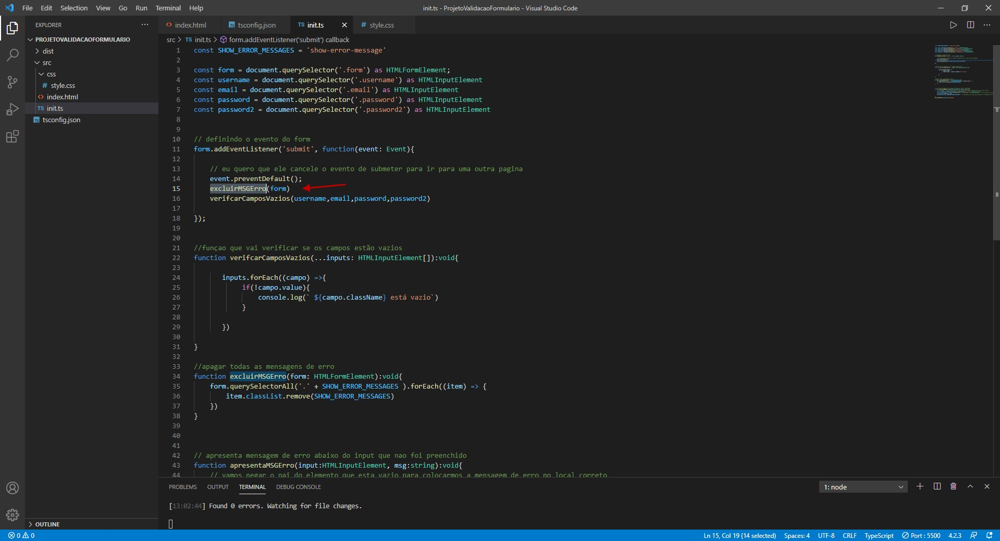 File Edit Selection View Go Run Terminal Help
init.ts - ProjetoValidacaoFormulario - Visual Studio Code
EXPLORER
PROJETOVALIDACAOFORMULARIO
dist
src
css
# style.css
<> index.html
TS init.ts
TS tsconfig.json
OUTLINE
<> index.html TS tsconfig.json TS init.ts # style.css
src > TS init.ts > form.addEventListener('submit') callback
1 const SHOW_ERROR_MESSAGES = 'show-error-message'
2
3 const form = document.querySelector('.form') as HTMLFormElement;
4 const username = document.querySelector('.username') as HTMLInputElement
5 const email = document.querySelector('.email') as HTMLInputElement
6 const password = document.querySelector('.password') as HTMLInputElement
7 const password2 = document.querySelector('.password2') as HTMLInputElement
8
9
10 // definindo o evento do form
11 form.addEventListener('submit', function(event: Event){
12
13 // eu quero que ele cancele o evento de submeter para ir para uma outra pagina
14 event.preventDefault();
15 excluirMSGErro(form)
16 verifcarCamposVazios(username,email,password,password2)
17
18 });
19
20
21 //funçao que vai verificar se os campos estão vazios
22 function verifcarCamposVazios(...inputs: HTMLInputElement[]):void{
23
24 inputs.forEach((campo) =>{
25 if(!campo.value){
26 console.log(` ${campo.className} está vazio`)
27 }
28
29 })
30
31 }
32
33 //apagar todas as mensagens de erro
34 function excluirMSGErro(form: HTMLFormElement):void{
35 form.querySelectorAll('.' + SHOW_ERROR_MESSAGES ).forEach((item) => {
36 item.classList.remove(SHOW_ERROR_MESSAGES)
37 })
38 }
39
40
41
42 // apresenta mensagem de erro abaixo do input que nao foi preenchido
43 function apresentaMSGErro(input:HTMLInputElement, msg:string):void{
44 // vamos pegar o pai do elemento que esta vazio para colocarmos a mensagem de erro no local correto
PROBLEMS OUTPUT TERMINAL DEBUG CONSOLE
1: node
[13:02:44] Found 0 errors. Watching for file changes.
0 0
Ln 15, Col 19 (14 selected) Spaces: 4 UTF-8 CRLF TypeScript Port : 5500 4.2.3